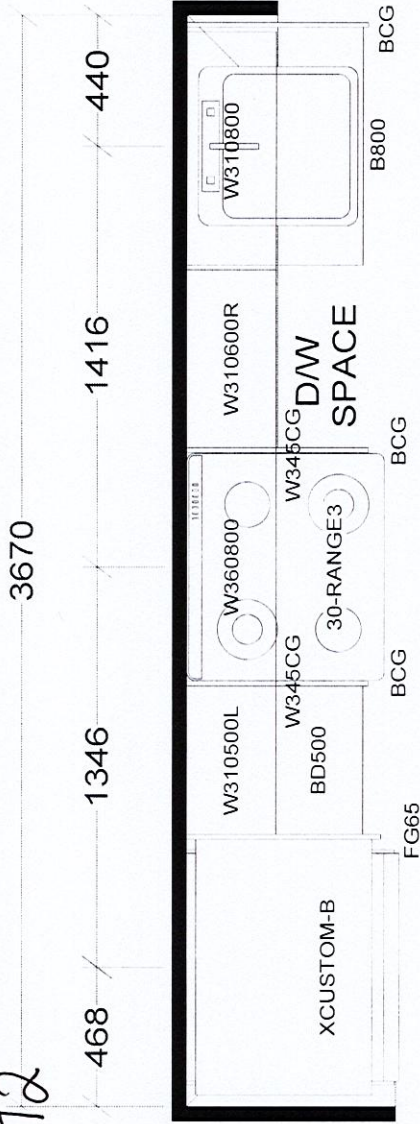 3670
468
1346
1416
440
12
W310500L
W360800
W310600R
W310800
W345CG
W345CG
BD500
30-RANGE3
D/W
SPACE
XCUSTOM-B
B800
FG65
BCG
BCG
BCG